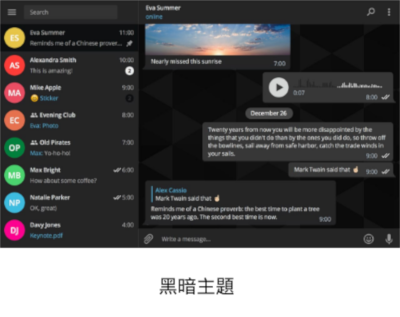 Search
ES
Eva Summer
11:00
Reminds me of a Chinese prover...
AS
Alexandra Smith
10:00
This is amazing!
MA
Mike Apple
9:00
😄 Sticker
EC
Evening Club
8:00
Eva: Photo
OP
Old Pirates
7:00
Max: Yo-ho-ho!
MB
Max Bright
6:00
How about some coffee?
NP
Natalie Parker
5:00
OK, great)
DJ
Davy Jones
4:00
Keynote.pdf
Eva Summer
online
Nearly missed this sunrise
7:00
0:07
8:00
December 26
Twenty years from now you will be more disappointed by the
things that you didn't do than by the ones you did do, so throw off
the bowlines, sail away from safe harbor, catch the trade winds in
your sails.
9:00
Mark Twain said that ☝
9:00
Alex Cassio
Mark Twain said that ☝
Reminds me of a Chinese proverb: the best time to plant a tree
was 20 years ago. The second best time is now.
9:00
Write a message...
黑暗主題